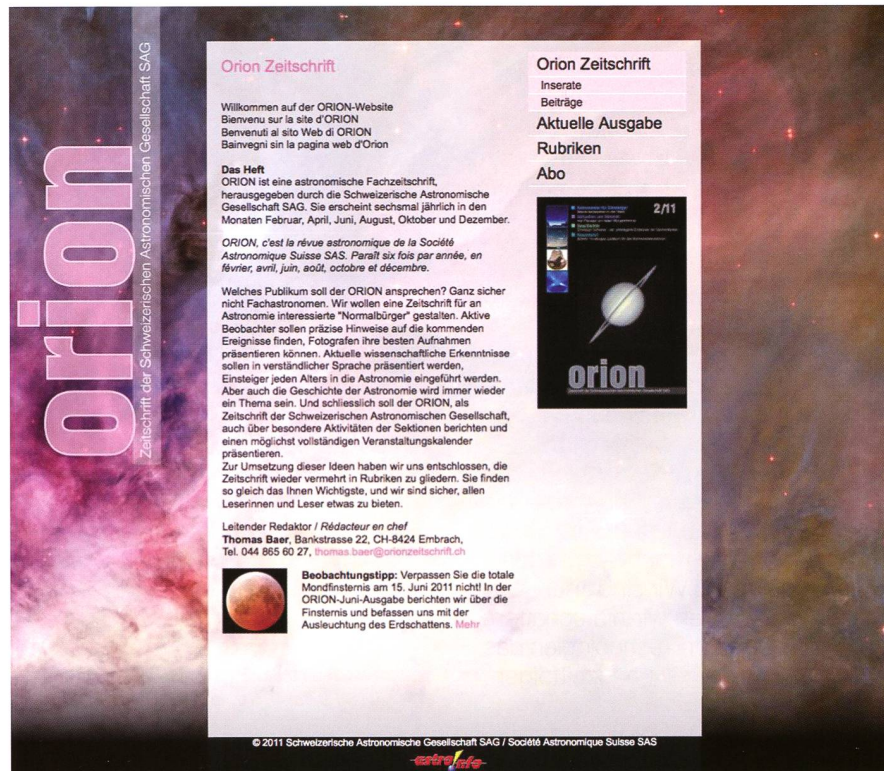 orion
Zeitschrift der Schweizerischen Astronomischen Gesellschaft SAG
Orion Zeitschrift
Willkommen auf der ORION-Website
Bienvenu sur la site d'ORION
Benvenuti al sito Web di ORION
Bainvegni sin la pagina web d'Orion
Das Heft
ORION ist eine astronomische Fachzeitschrift,
herausgegeben durch die Schweizerische Astronomische
Gesellschaft SAG. Sie erscheint sechsmal jährlich in den
Monaten Februar, April, Juni, August, Oktober und Dezember.
ORION, c'est la révue astronomique de la Société
Astronomique Suisse SAS. Paraît six fois par année, en
février, avril, juin, août, octobre et décembre.
Welches Publikum soll der ORION ansprechen? Ganz sicher
nicht Fachastronomen. Wir wollen eine Zeitschrift für an
Astronomie interessierte "Normalbürger" gestalten. Aktive
Beobachter sollen präzise Hinweise auf die kommenden
Ereignisse finden, Fotografen ihre besten Aufnahmen
präsentieren können. Aktuelle wissenschaftliche Erkenntnisse
sollen in verständlicher Sprache präsentiert werden,
Einsteiger jeden Alters in die Astronomie eingeführt werden.
Aber auch die Geschichte der Astronomie wird immer wieder
ein Thema sein. Und schliesslich soll der ORION, als
Zeitschrift der Schweizerischen Astronomischen Gesellschaft,
auch über besondere Aktivitäten der Sektionen berichten und
einen möglichst vollständigen Veranstaltungskalender
präsentieren.
Zur Umsetzung dieser Ideen haben wir uns entschlossen, die
Zeitschrift wieder vermehrt in Rubriken zu gliedern. Sie finden
so gleich das Ihnen Wichtigste, und wir sind sicher, allen
Leserinnen und Leser etwas zu bieten.
Leitender Redaktor / Rédacteur en chef
Thomas Baer, Bankstrasse 22, CH-8424 Embrach,
Tel. 044 865 60 27, thomas.baer@orionzeitschrift.ch
Beobachtungstipp: Verpassen Sie die totale
Mondfinsternis am 15. Juni 2011 nicht! In der
ORION-Juni-Ausgabe berichten wir über die
Finsternis und befassen uns mit der
Ausleuchtung des Erdschattens. Mehr
Orion Zeitschrift
Inserate
Beiträge
Aktuelle Ausgabe
Rubriken
Abo
2/11
orion
© 2011 Schweizerische Astronomische Gesellschaft SAG / Société Astronomique Suisse SAS
astro!nfo